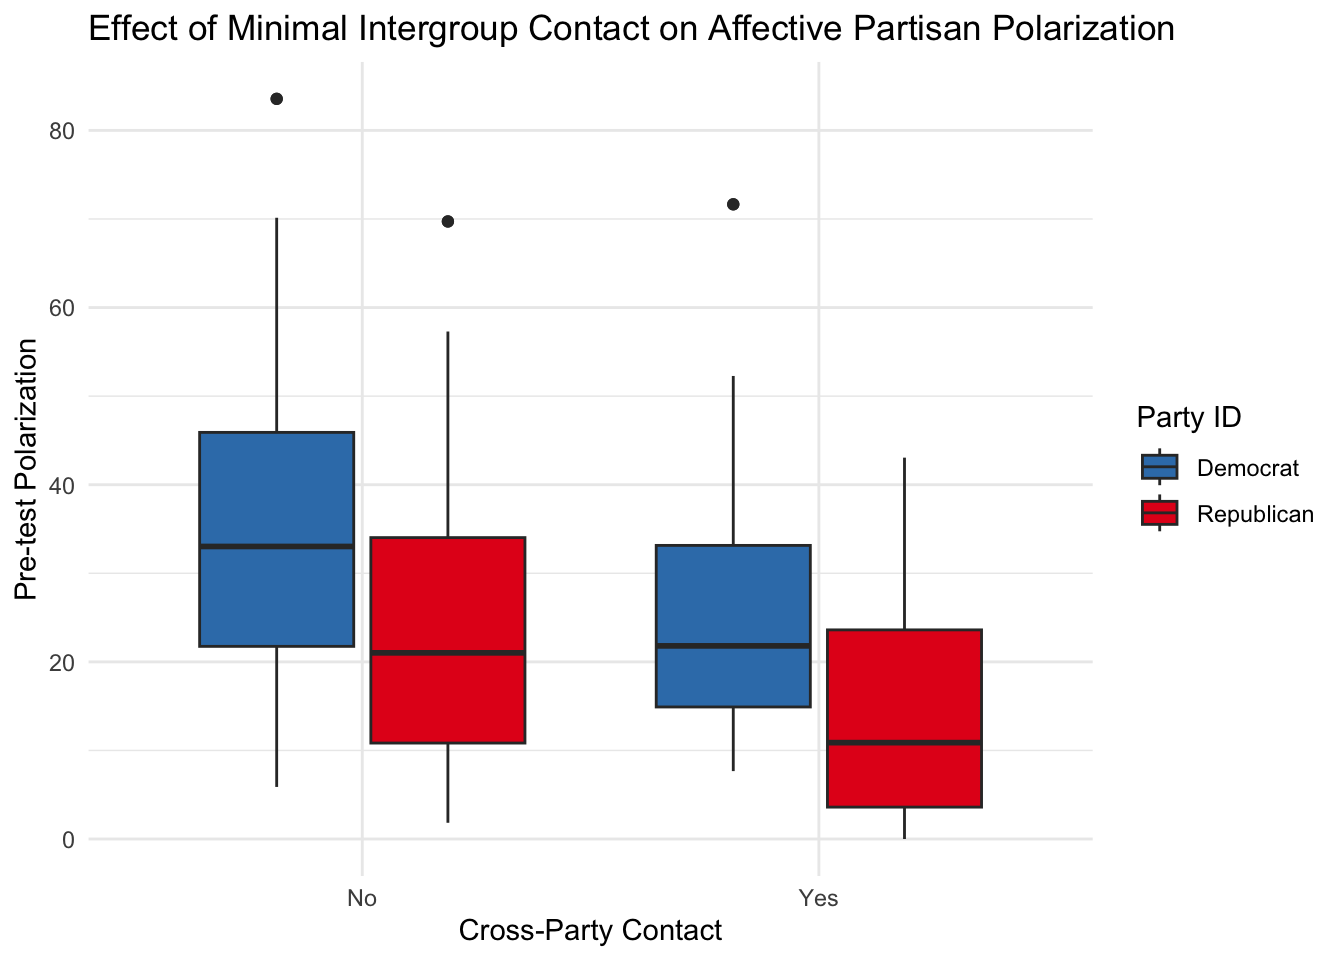 Effect of Minimal Intergroup Contact on Affective Partisan Polarization
80
60
40
20
0
Pre-test Polarization
No
Yes
Cross-Party Contact
Party ID
Democrat
Republican